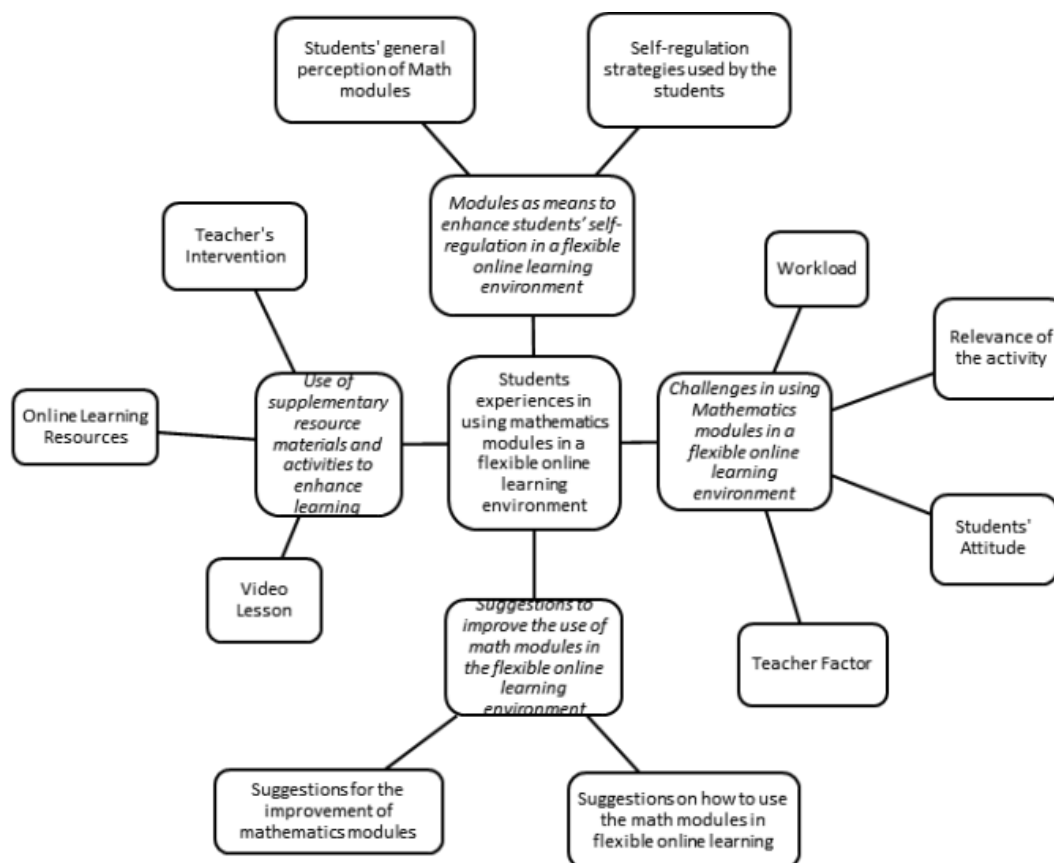 Students' general
perception of Math
modules
Self-regulation
strategies used by the
students
Modules as means to
enhance students' self-
regulation in a flexible
online learning
environment
Teacher's
Intervention
Workload
Relevance of
the activity
Online Learning
Resources
Use of
supplementary
resource
materials and
activities to
enhance
learning
Students
experiences in
using mathematics
modules in a
flexible online
learning
environment
Challenges in using
Mathematics
modules in a
flexible online
learning
environment
Students'
Attitude
Video
Lesson
Suggestions to
improve the use of
math modules in
the flexible online
learning
environment
Teacher Factor
Suggestions for the
improvement of
mathematics modules
Suggestions on how to use
the math modules in
flexible online learning